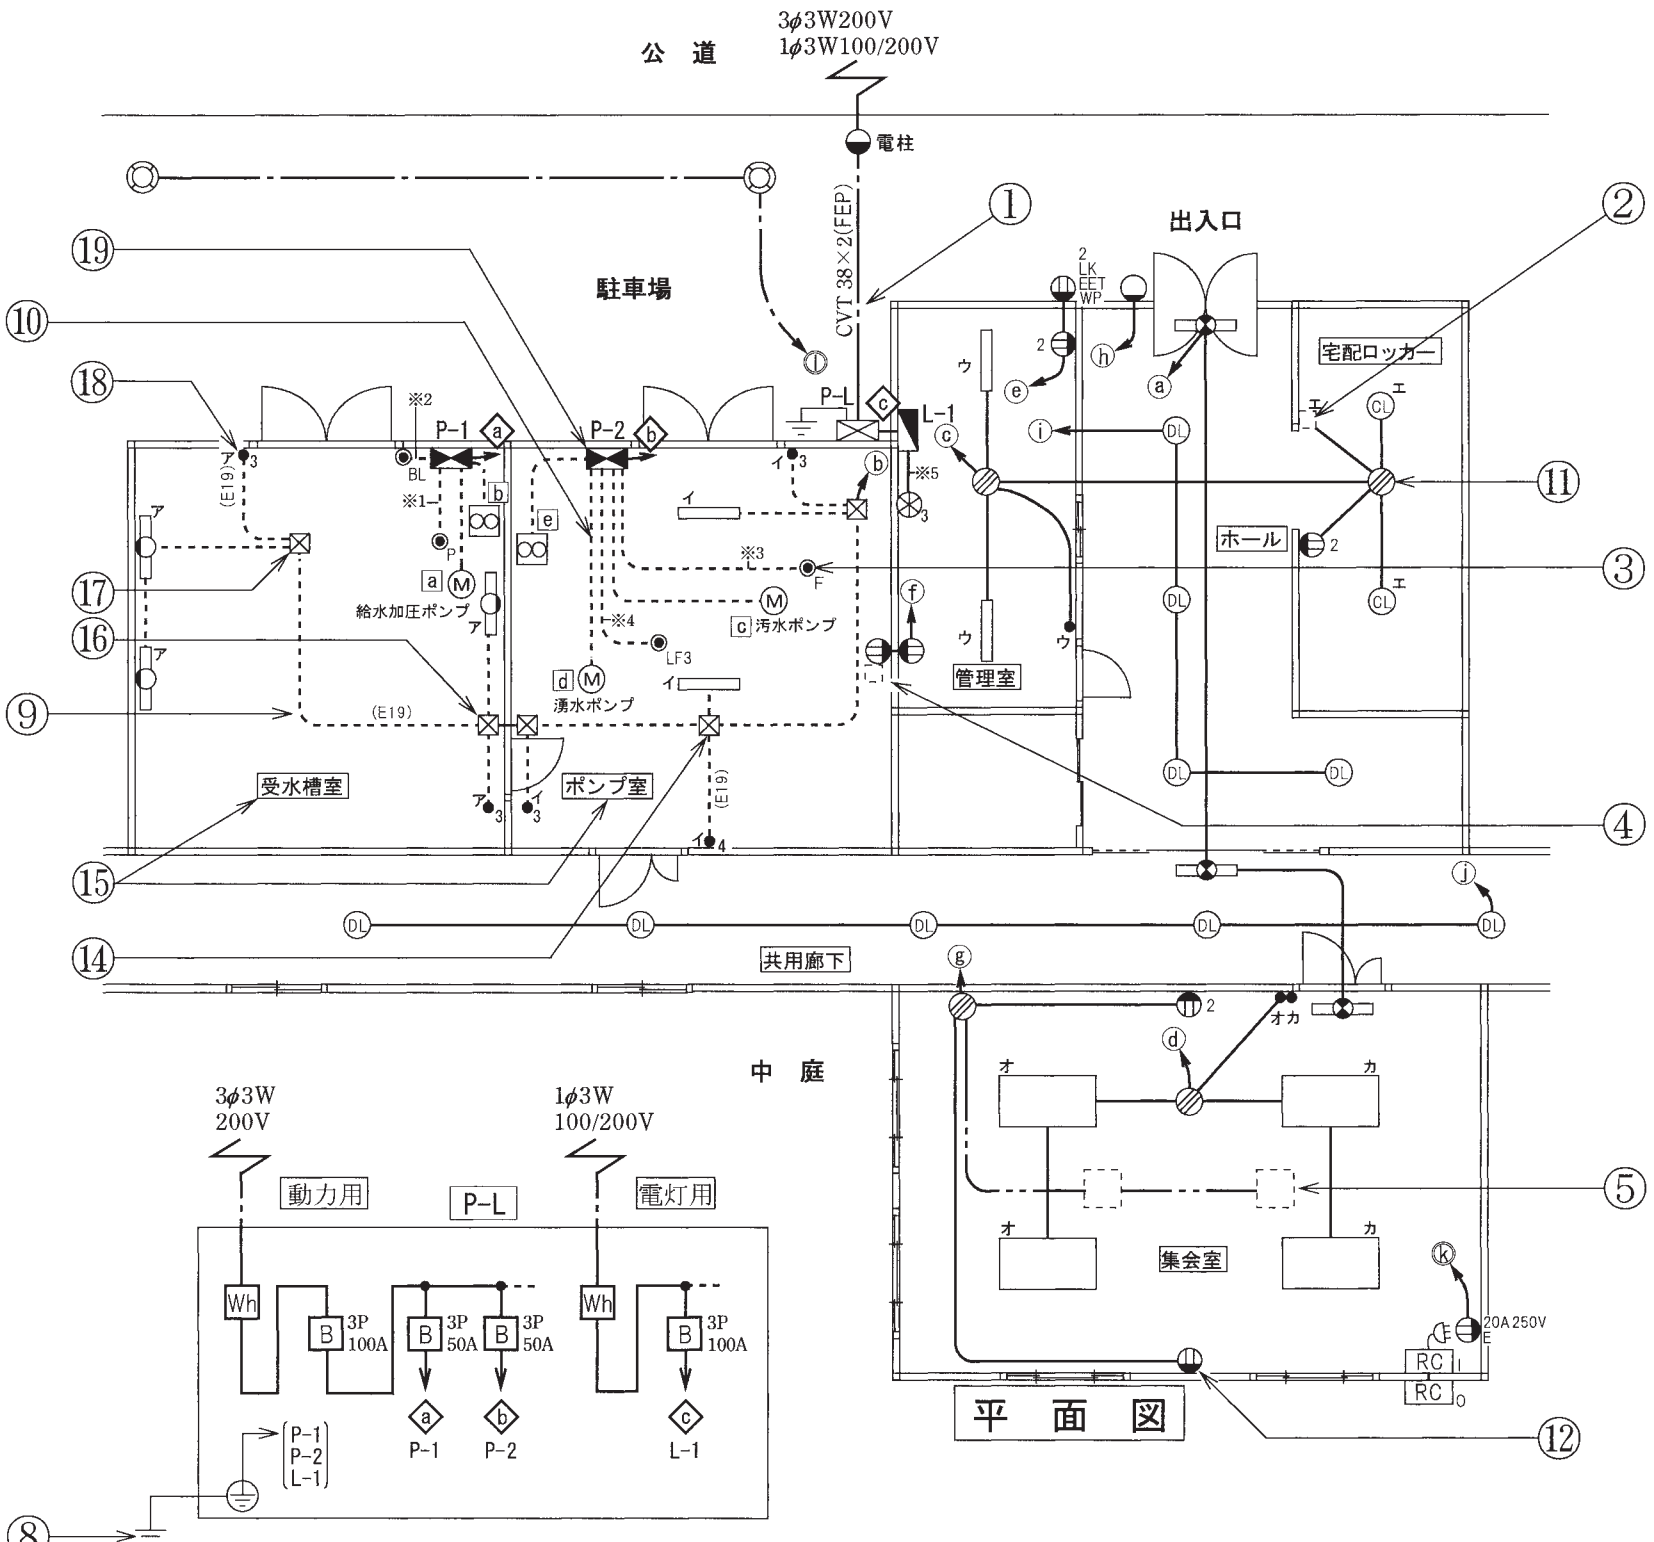 3φ3W200V
公 道
1φ3W100/200V
電柱
CVT 38×2(FEP)
①
②
出入口
⑲
2
LK
EET
WP
駐車場
⑩
2
ⓗ
宅配ロッカー
ウ
ⓔ
ⓐ
ⓛ
⑱
※2
P-L
ⓒ
L-1
エ
エ
CL
P-1
ⓐ
P-2
ⓑ
ⓒ
ⓘ
DL
ア
3
イ
3
ⓑ
BL
(E19)
※5
⑪
※1
b
イ
3
ア
e
ホール
2
※3
P
F
③
⑰
a
M
ⓕ
エ
給水加圧ポンプ
M
DL
CL
ア
※4
c
汚水ポンプ
⑯
ウ
ウ
ア
LF3
d
M
イ
管理室
湧水ポンプ
⑨
(E19)
受水槽室
ポンプ室
(E19)
DL
DL
ア
3
イ
3
④
イ
4
⑮
ⓙ
DL
DL
DL
DL
DL
⑭
共用廊下
ⓖ
2
オカ
中 庭
ⓓ
オ
カ
3φ3W
200V
1φ3W
100/200V
動力用
P-L
電灯用
⑤
オ
カ
集会室
ⓚ
Wh
Wh
B
3P
100A
B
3P
50A
B
3P
50A
B
3P
100A
20A250V
E
E
RC
I
RC
O
ⓐ
ⓑ
ⓒ
平 面 図
P-1
P-2
L-1
P-1
P-2
L-1
⑫
⑧